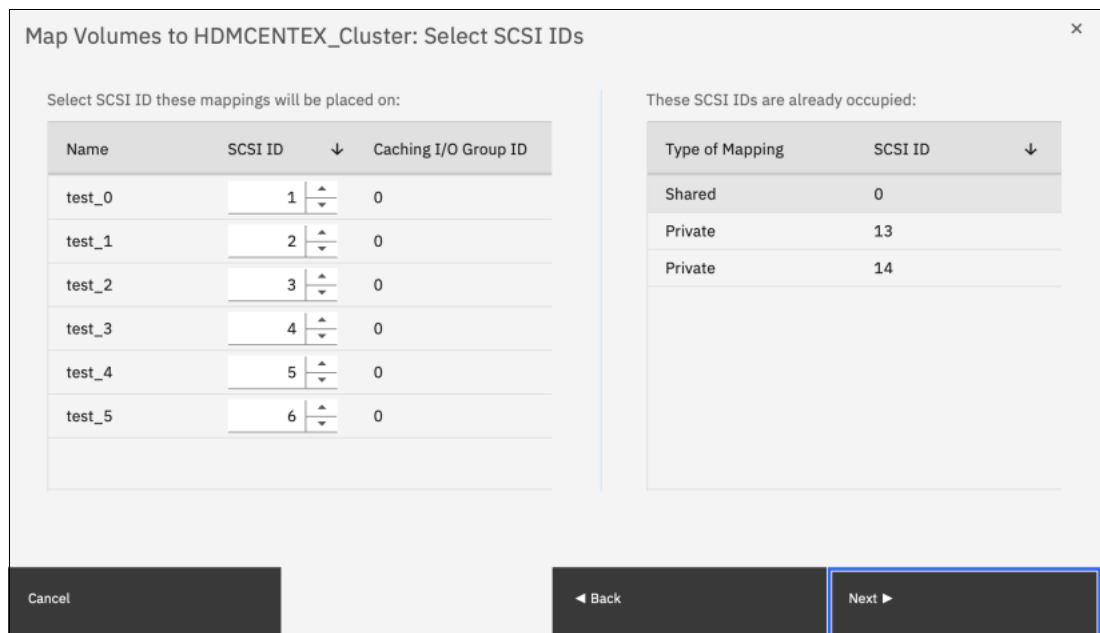 Map Volumes to HDMCENTEX_Cluster: Select SCSI IDs
Select SCSI ID these mappings will be placed on:
Name SCSI ID Caching I/O Group ID
test_0 1 0
test_1 2 0
test_2 3 0
test_3 4 0
test_4 5 0
test_5 6 0
These SCSI IDs are already occupied:
Type of Mapping SCSI ID
Shared 0
Private 13
Private 14
Cancel
Back
Next